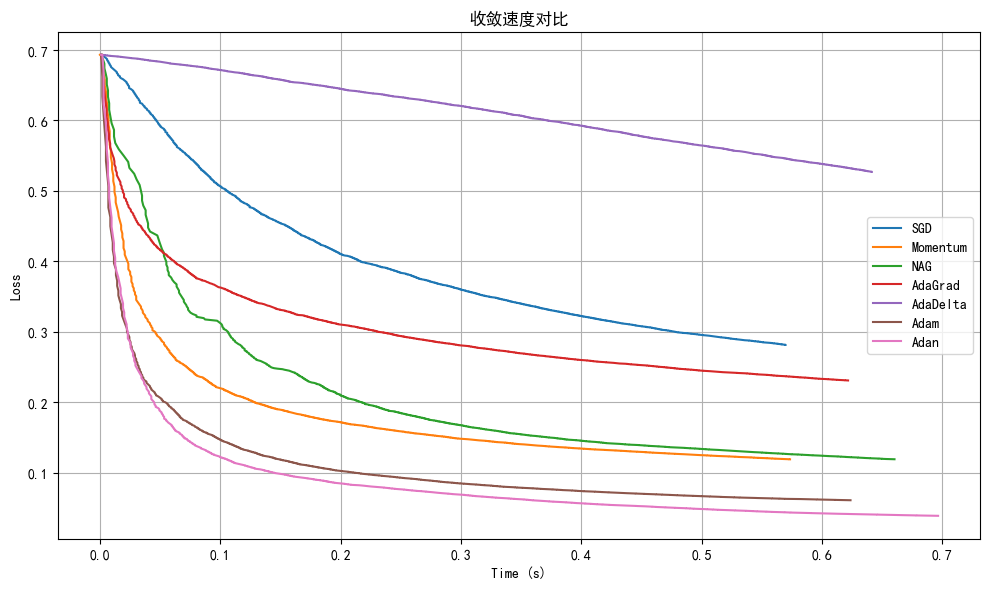 收敛速度对比
Loss
0.7
0.6
0.5
0.4
0.3
0.2
0.1
SGD
Momentum
NAG
AdaGrad
AdaDelta
Adam
Adan
0.0 0.1 0.2 0.3 0.4 0.5 0.6 0.7
Time (s)